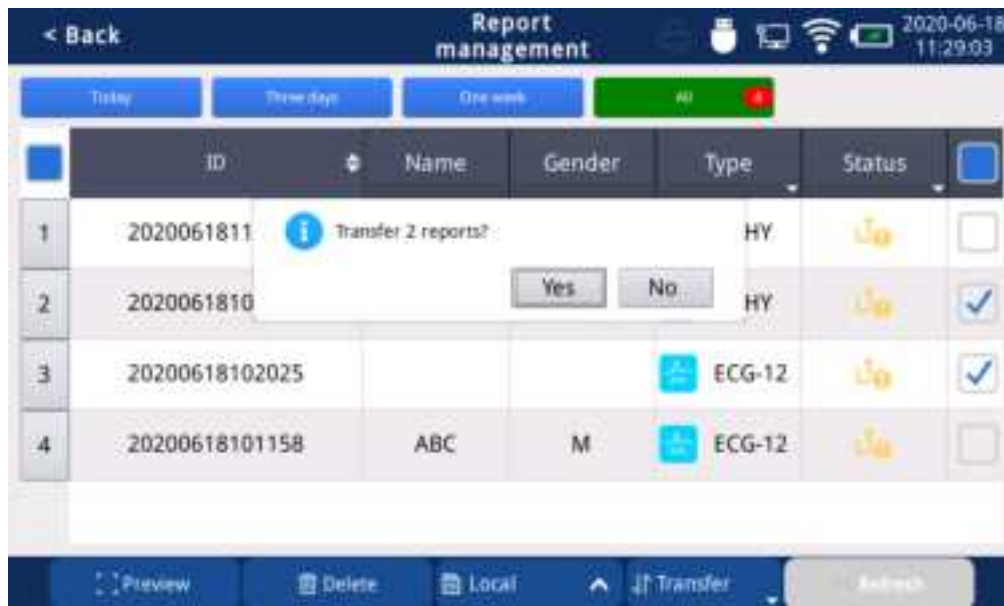 < Back
Report
management
2020-06-18
11:29:03
Today
Three days
One week
All
4
ID
Name
Gender
Type
Status
1
2020061811
HY
Transfer 2 reports?
Yes
No
2
2020061810
HY
3
20200618102025
ECG-12
4
20200618101158
ABC
M
ECG-12
Preview
Delete
Local
Transfer
Refresh